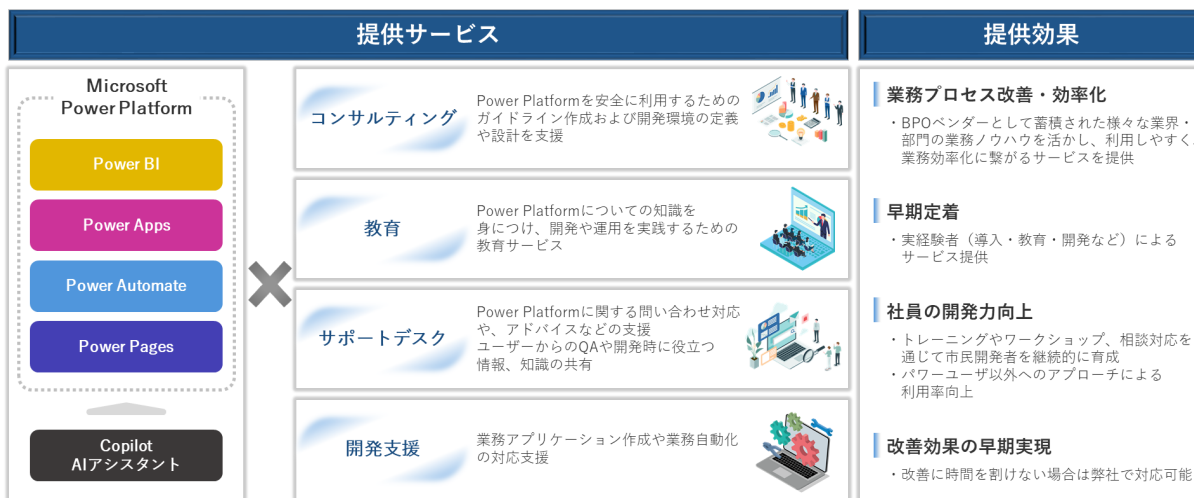 提供サービス
Microsoft
Power Platform
Power BI
Power Apps
Power Automate
Power Pages
Copilot
AIアシスタント
コンサルティング
Power Platformを安全に利用するための
ガイドライン作成および開発環境の定義
や設計を支援
教育
Power Platformについての知識を
身につけ、開発や運用を実践するための
教育サービス
サポートデスク
Power Platformに関する問い合わせ対応
や、アドバイスなどの支援
ユーザーからのQAや開発時に役立つ
情報、知識の共有
開発支援
業務アプリケーション作成や業務自動化
の対応支援
提供効果
業務プロセス改善・効率化
・BPOベンダーとして蓄積された様々な業界・
部門の業務ノウハウを活かし、利用しやすく
業務効率化に繋がるサービスを提供
早期定着
・実経験者（導入・教育・開発など）による
サービス提供
社員の開発力向上
・トレーニングやワークショップ、相談対応を
通じて市民開発者を継続的に育成
・パワーユーザ以外へのアプローチによる
利用率向上
改善効果の早期実現
・改善に時間を割けない場合は弊社で対応可能